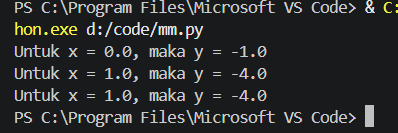 PS C:\Program Files\Microsoft VS Code> & C:
hon.exe d:/code/mm.py
Untuk x = 0.0, maka y = -1.0
Untuk x = 1.0, maka y = -4.0
Untuk x = 1.0, maka y = -4.0
PS C:\Program Files\Microsoft VS Code>